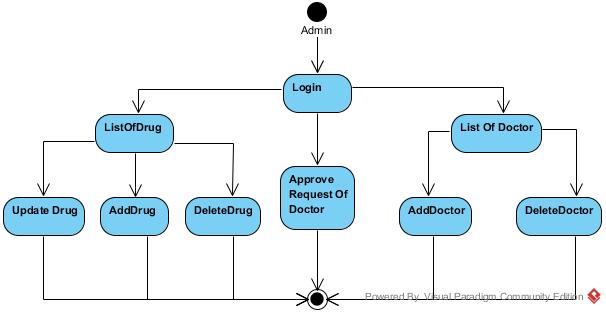 Admin
Login
ListOfDrug
List Of Doctor
Approve
Request Of
Doctor
Update Drug
AddDrug
DeleteDrug
AddDoctor
DeleteDoctor
Powered By Visual Paradigm Community Edition